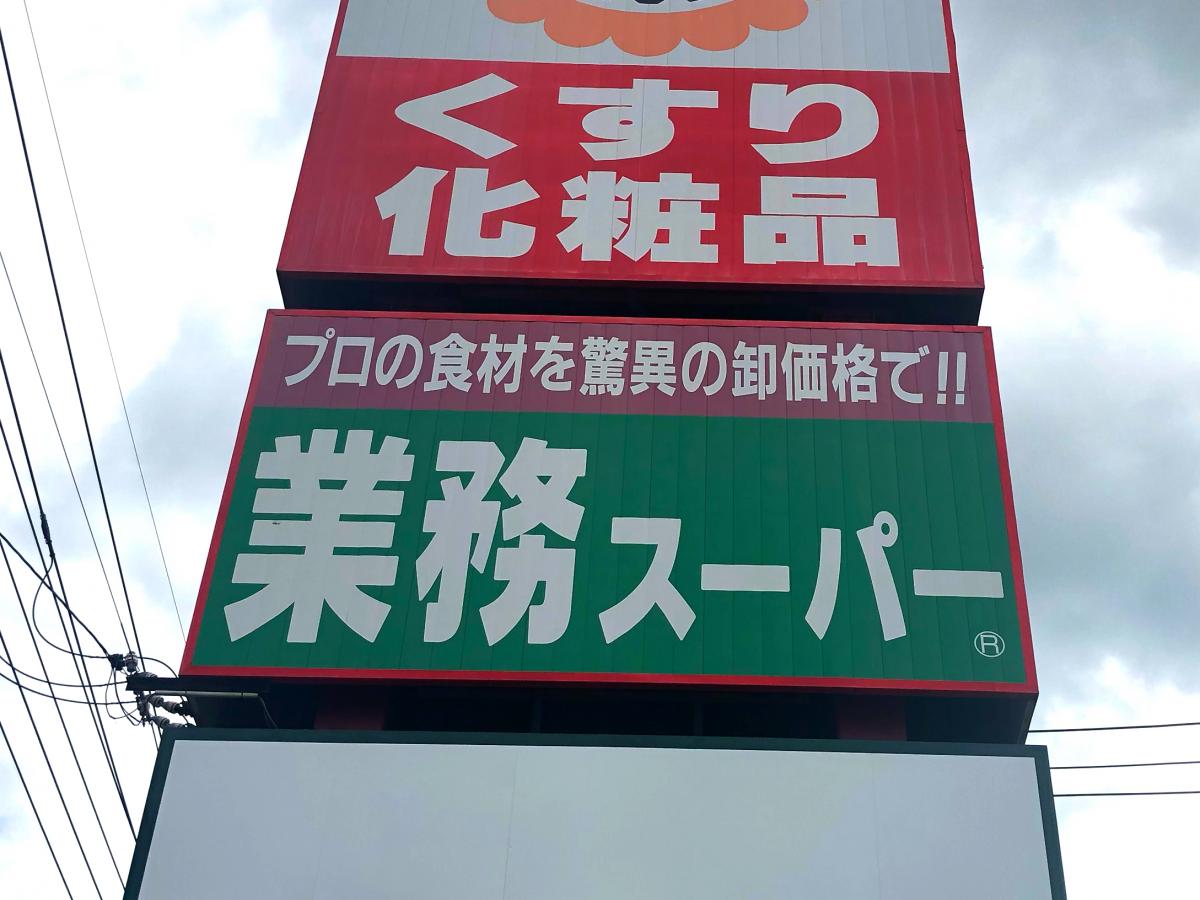 くすり
化粧品
プロの食材を驚異の卸価格で!!
業務スーパー
®